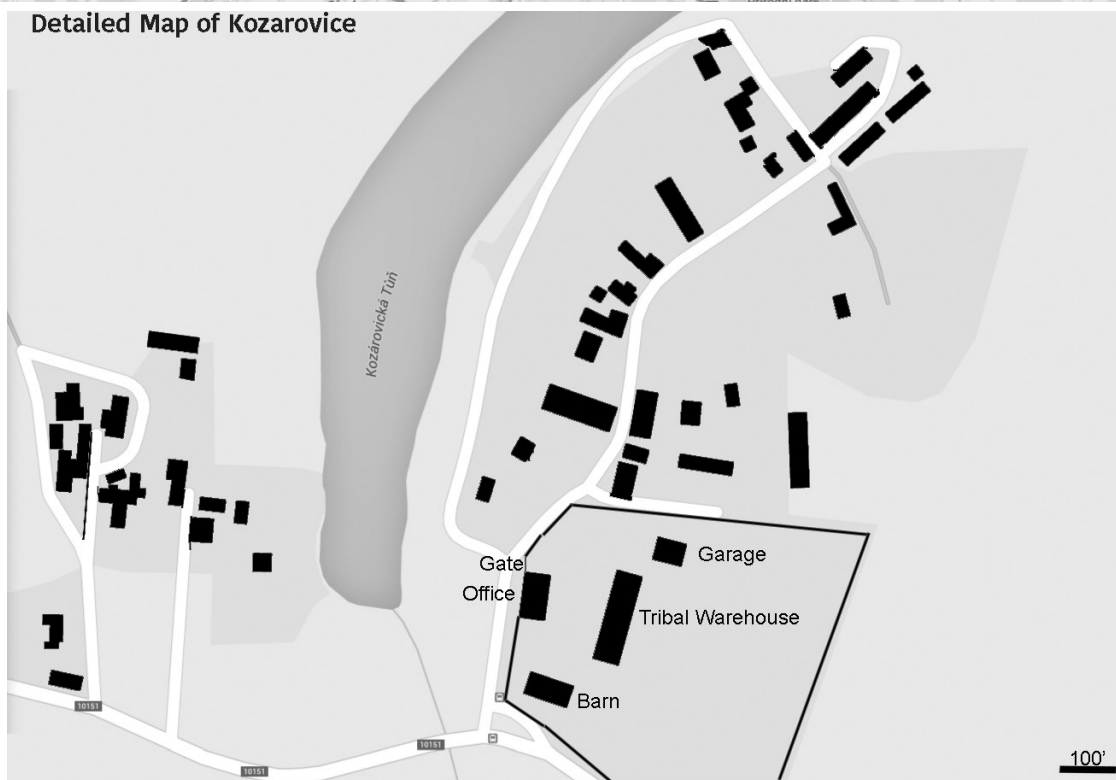 Detailed Map of Kozarovice
Kozárovická Tůň
Gate
Office
Garage
Tribal Warehouse
Barn
10151
10151
10151
100'